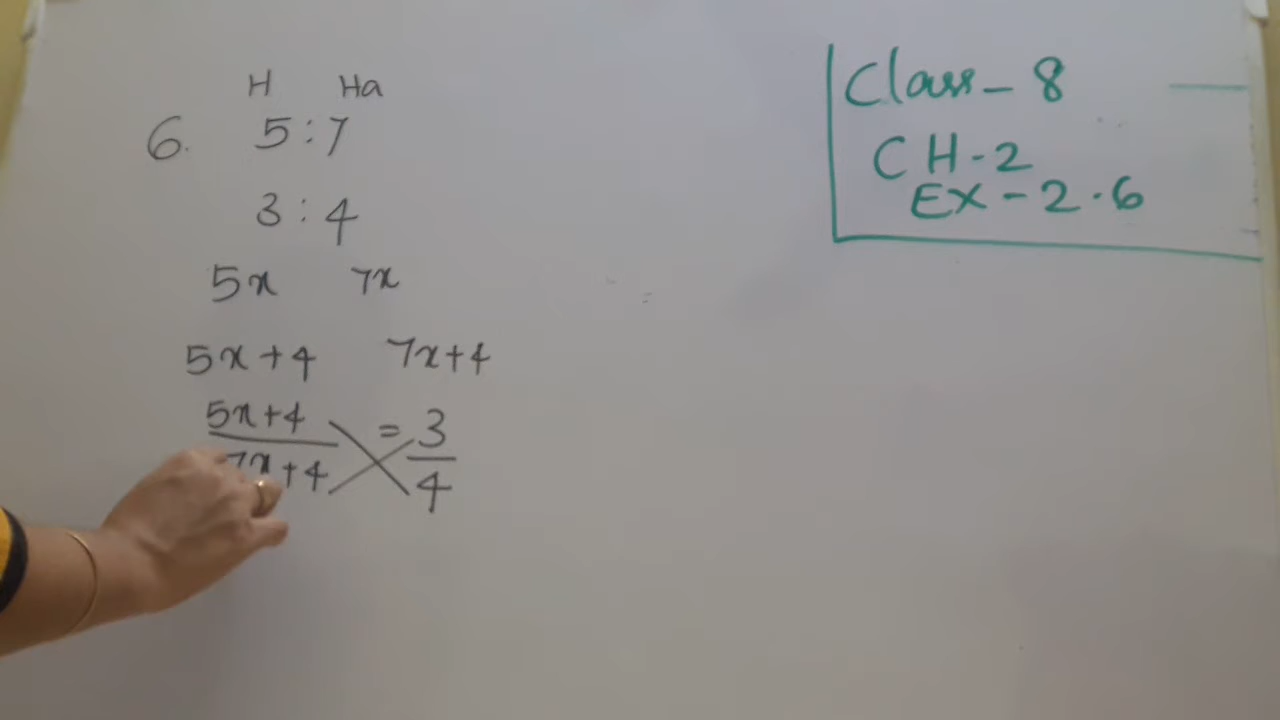 H Ha
6. 5:7
3:4
5x 7x
5x+4 7x+4
5x+4 = 3
7x+4 4
Class-8
CH-2
EX-2.6